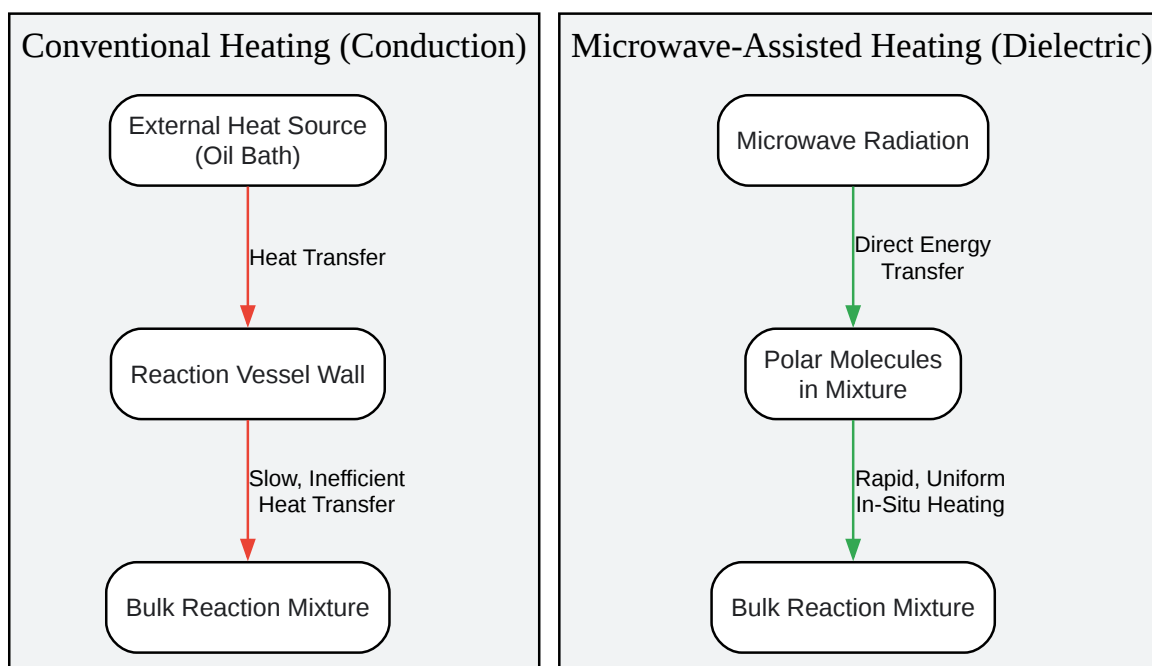 Conventional Heating (Conduction)
External Heat Source
(Oil Bath)
Heat Transfer
Reaction Vessel Wall
Slow, Inefficient
Heat Transfer
Bulk Reaction Mixture
Microwave-Assisted Heating (Dielectric)
Microwave Radiation
Direct Energy
Transfer
Polar Molecules
in Mixture
Rapid, Uniform
In-Situ Heating
Bulk Reaction Mixture